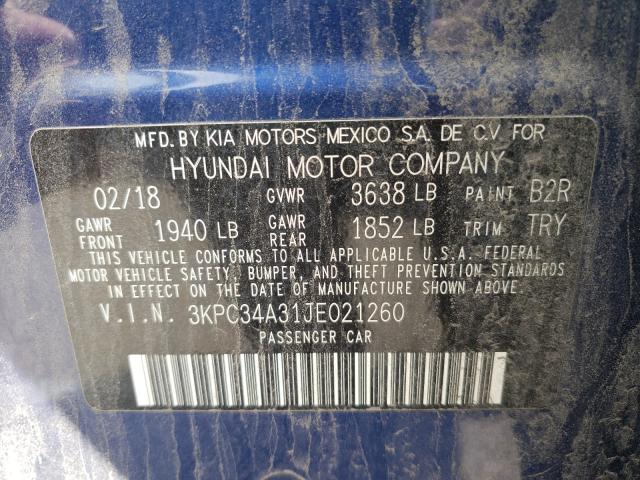 MFD. BY KIA MOTORS MEXICO S.A. DE C.V FOR
HYUNDAI MOTOR COMPANY
02/18 GVWR 3638 LB PAINT B2R
GAWR FRONT 1940 LB GAWR REAR 1852 LB TRIM TRY
THIS VEHICLE CONFORMS TO ALL APPLICABLE U.S.A. FEDERAL
MOTOR VEHICLE SAFETY, BUMPER, AND THEFT PREVENTION STANDARDS
IN EFFECT ON THE DATE OF MANUFACTURE SHOWN ABOVE.
V.I.N. 3KPC34A31JE021260
PASSENGER CAR